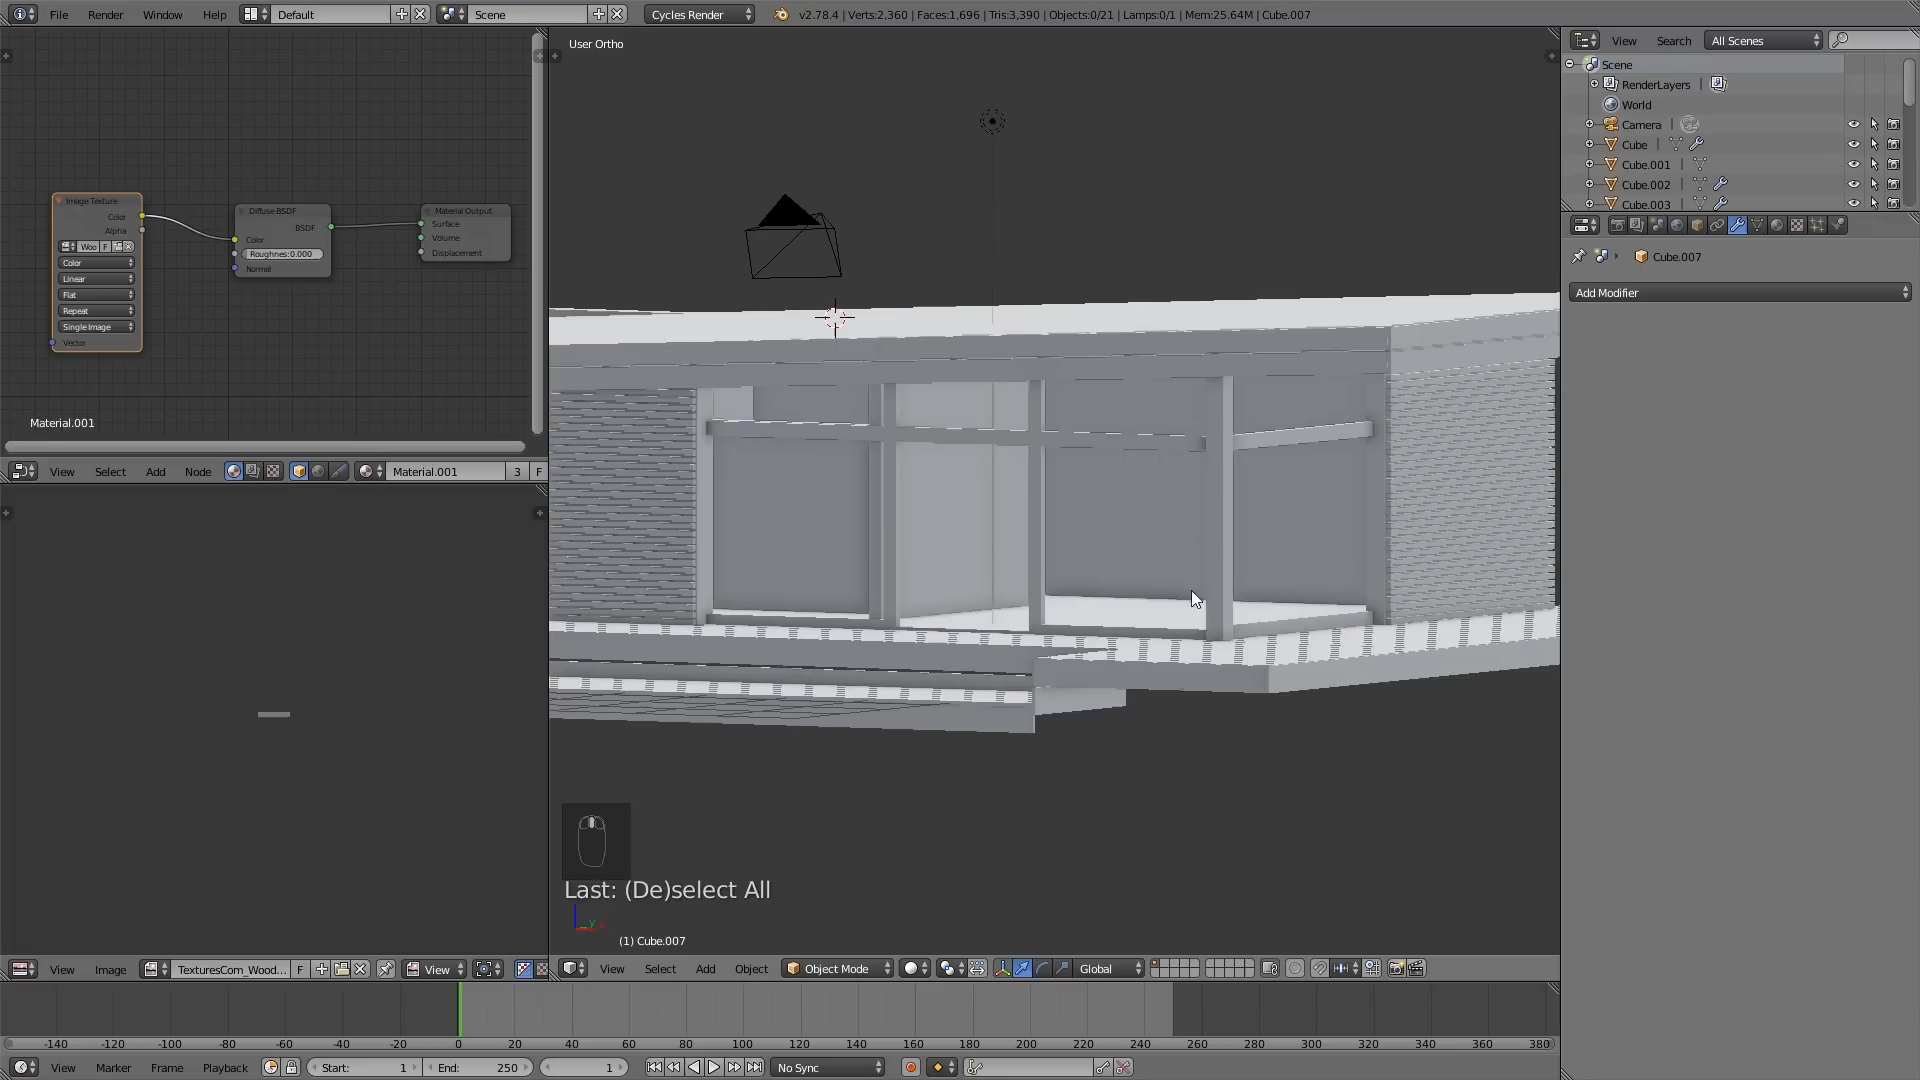 File Render Window Help Default Scene Cycles Render v2.78.4 | Verts:2,360 | Faces:1,696 | Tris:3,390 | Objects:0/21 | Lamps:0/1 | Mem:25.64M | Cube.007
User Ortho
View Search All Scenes
Scene
RenderLayers |
World
Camera |
Cube |
Cube.001 |
Cube.002 |
Cube.003 |
Cube.007
Add Modifier
Image Texture
Color
Alpha
Woo F
Color
Linear
Flat
Repeat
Single Image
Vector
Diffuse BSDF
BSDF
Color
Roughness:0.000
Normal
Material Output
Surface
Volume
Displacement
Material.001
View Select Add Node Material.001 3 F
Last: (De)select All
y
(1) Cube.007
View Image TexturesCom_Wood... F View
View Select Add Object Object Mode Global
-140 -120 -100 -80 -60 -40 -20 0 20 40 60 80 100 120 140 160 180 200 220 240 260 280 300 320 340 360 380
View Marker Frame Playback Start: 1 End: 250 1 No Sync